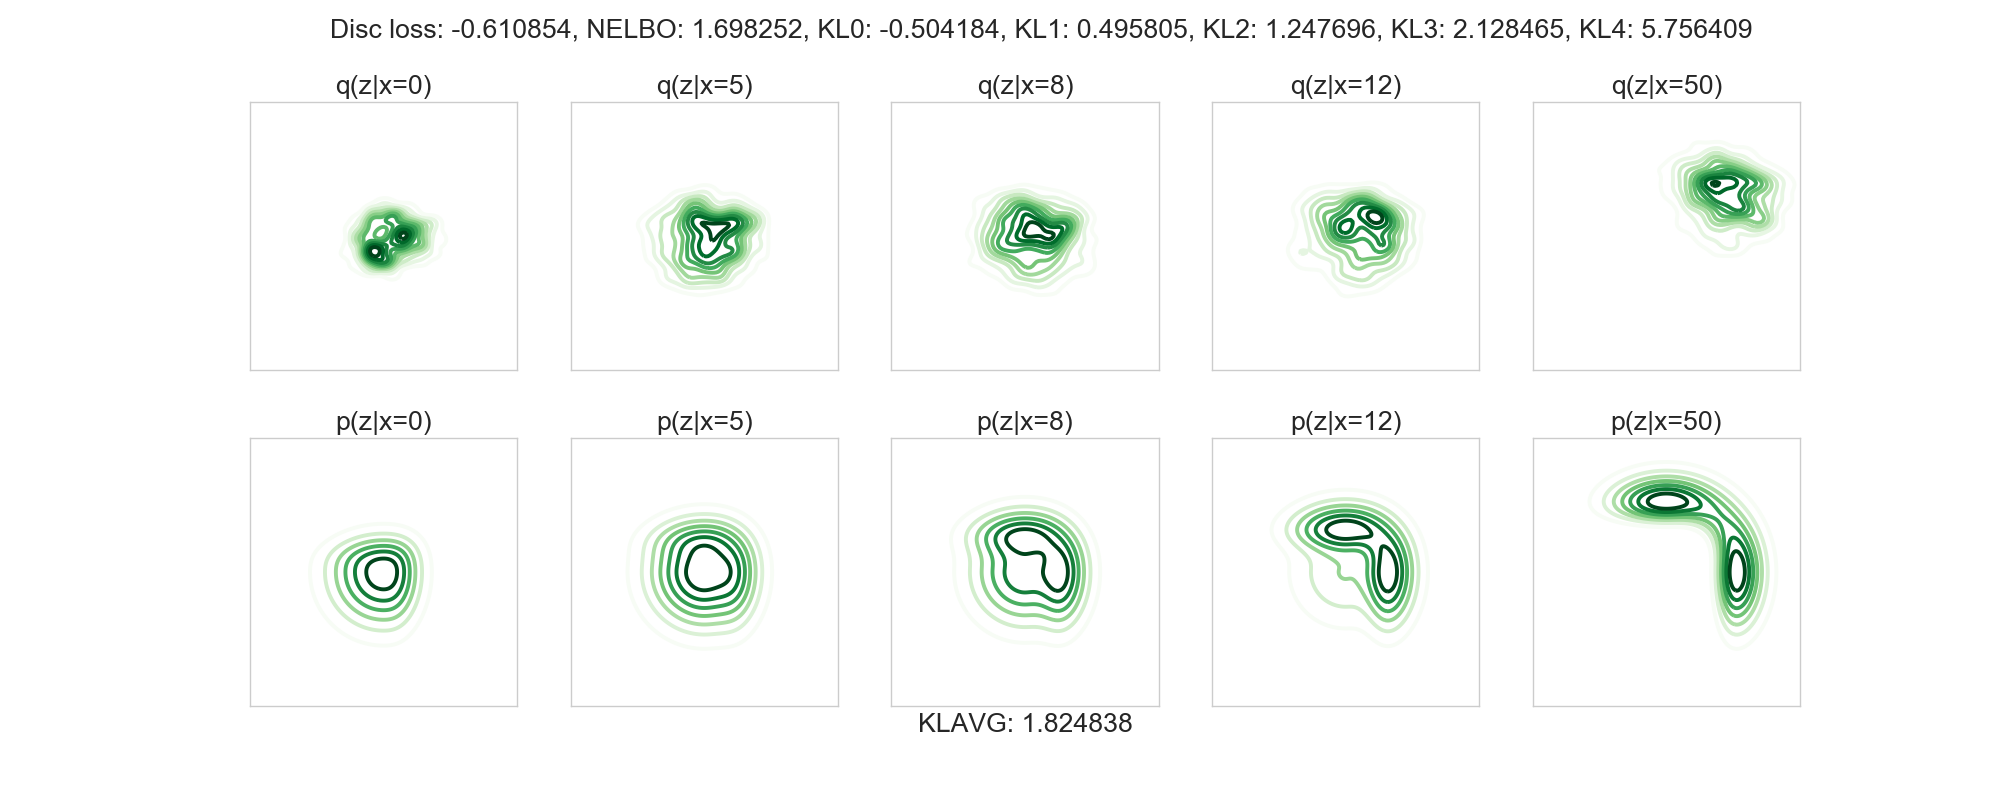 Disc loss: -0.610854, NELBO: 1.698252, KL0: -0.504184, KL1: 0.495805, KL2: 1.247696, KL3: 2.128465, KL4: 5.756409
q(z|x=0) q(z|x=5) q(z|x=8) q(z|x=12) q(z|x=50)
p(z|x=0) p(z|x=5) p(z|x=8) p(z|x=12) p(z|x=50)
KLAVG: 1.824838